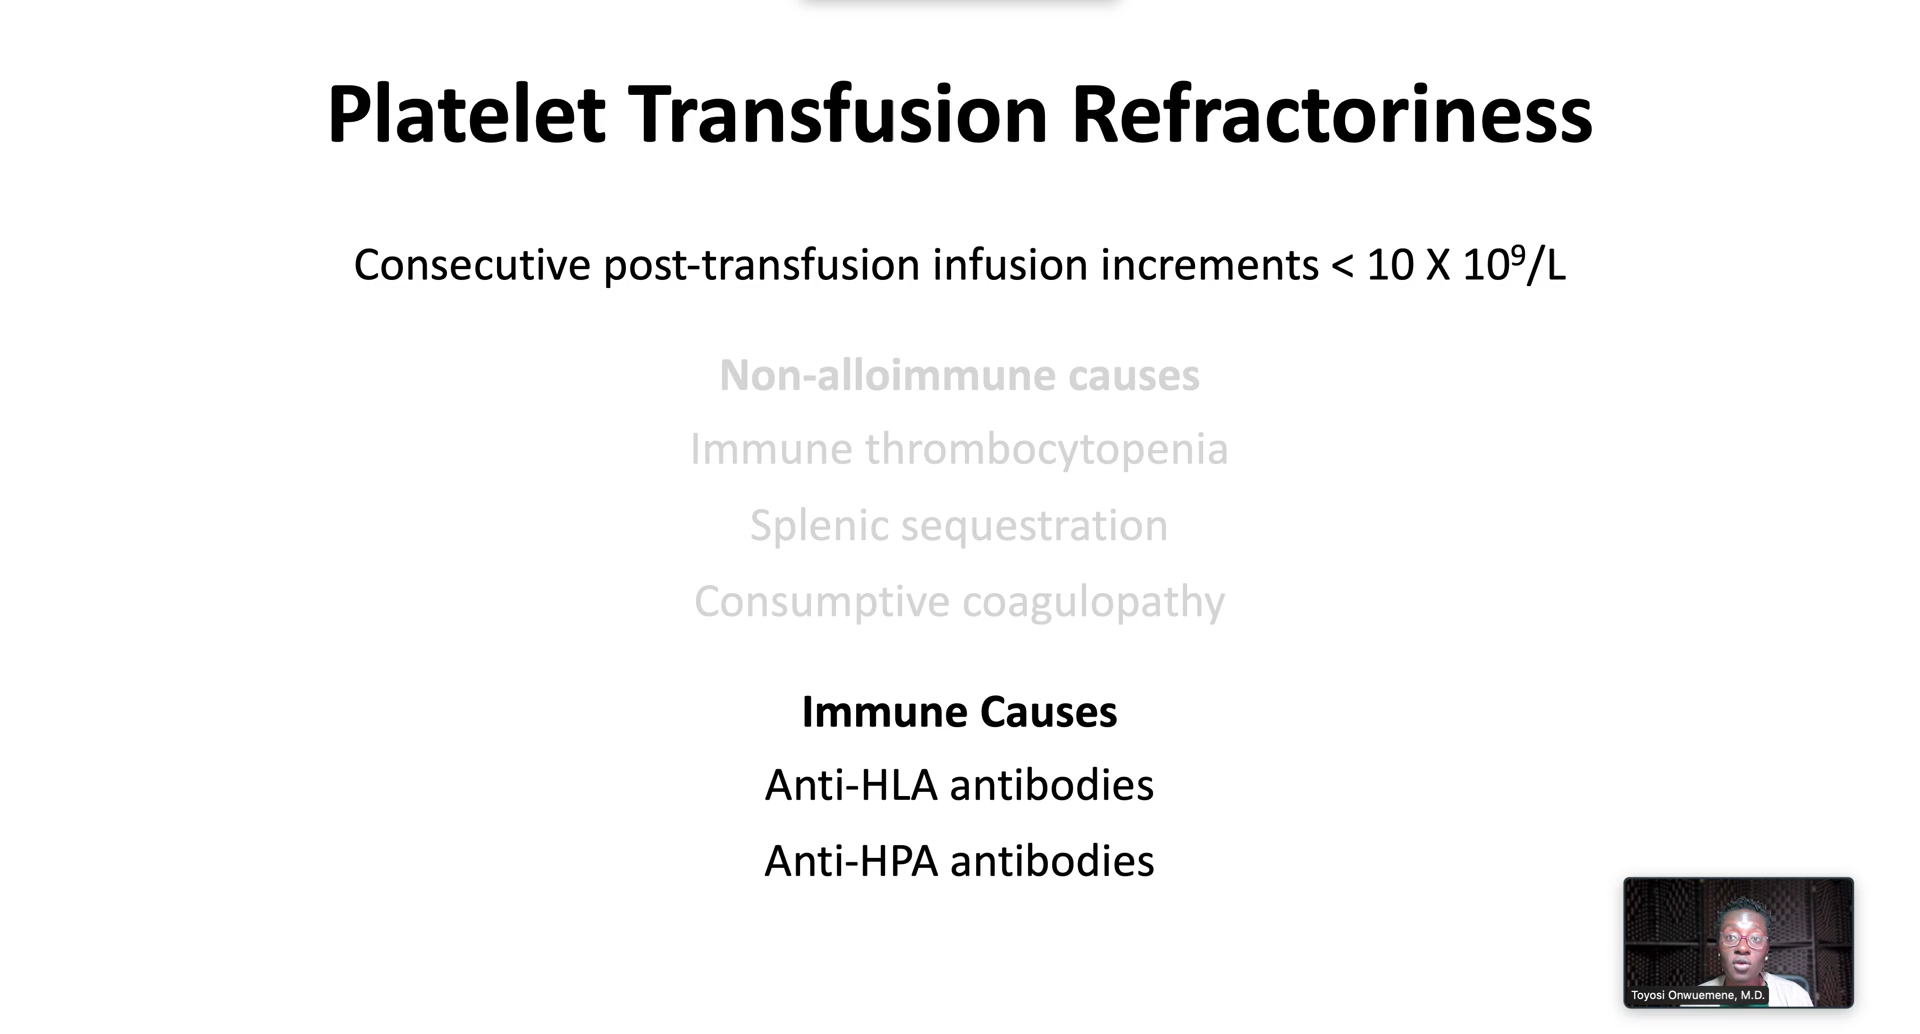 Platelet Transfusion Refractoriness
Consecutive post-transfusion infusion increments < 10 X 10⁹/L
Non-alloimmune causes
Immune thrombocytopenia
Splenic sequestration
Consumptive coagulopathy
Immune Causes
Anti-HLA antibodies
Anti-HPA antibodies
Toyosi Onwuemene, M.D.